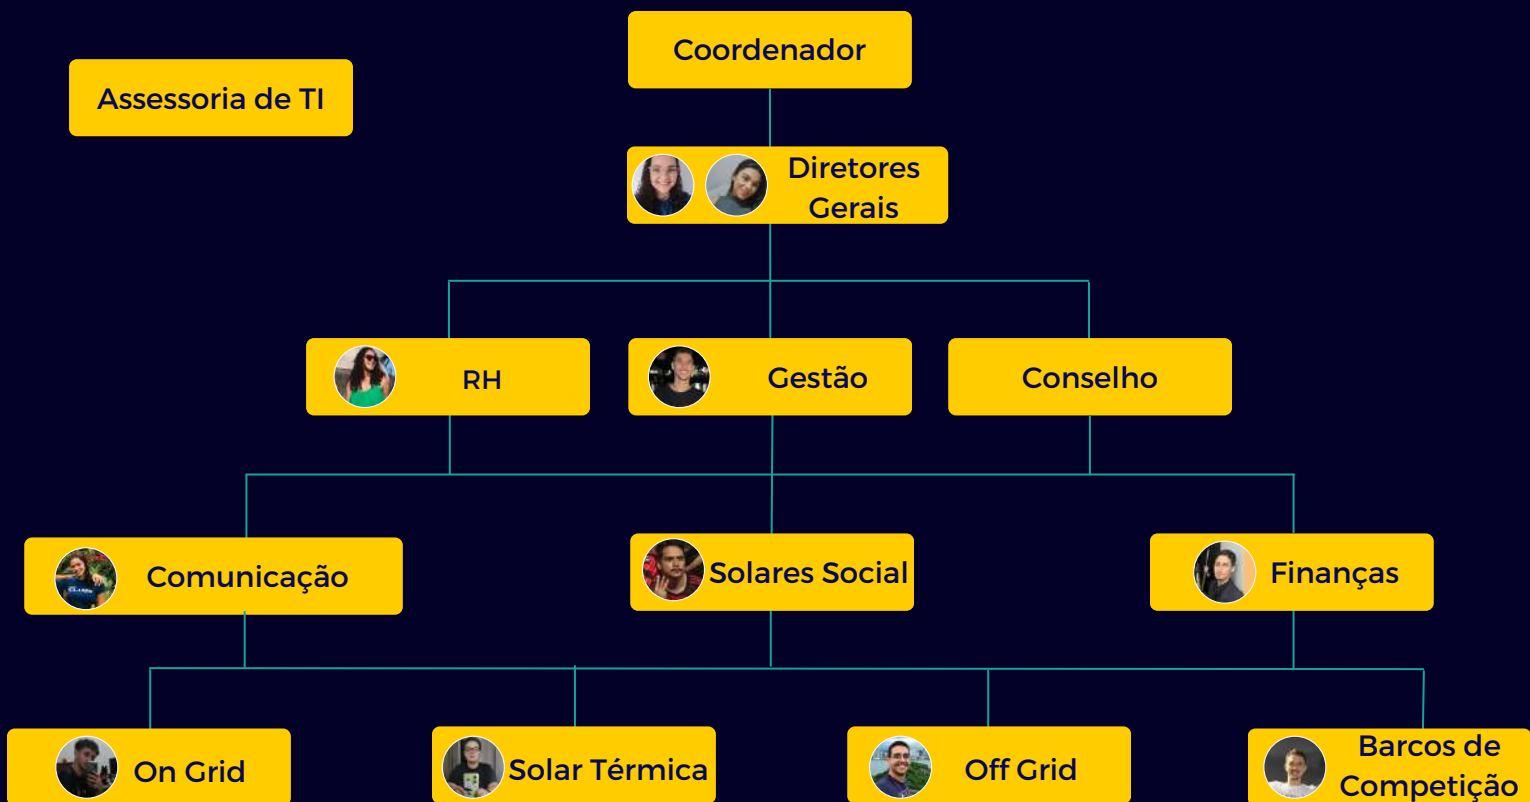 Coordenador
Assessoria de TI
Diretores
Gerais
RH
Gestão
Conselho
Comunicação
Solares Social
Finanças
On Grid
Solar Térmica
Off Grid
Barcos de
Competição